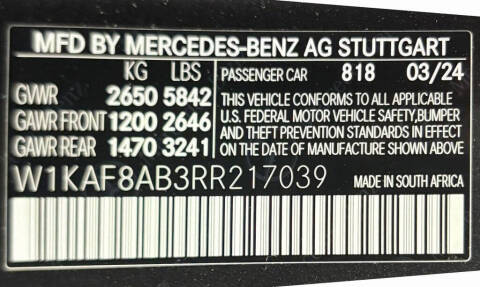 MFD BY MERCEDES-BENZ AG STUTTGART
KG LBS PASSENGER CAR 818 03/24
GVWR 2650 5842 THIS VEHICLE CONFORMS TO ALL APPLICABLE
GAWR FRONT 1200 2646 U.S. FEDERAL MOTOR VEHICLE SAFETY,BUMPER
AND THEFT PREVENTION STANDARDS IN EFFECT
GAWR REAR 1470 3241 ON THE DATE OF MANUFACTURE SHOWN ABOVE
W1KAF8AB3RR217039 MADE IN SOUTH AFRICA